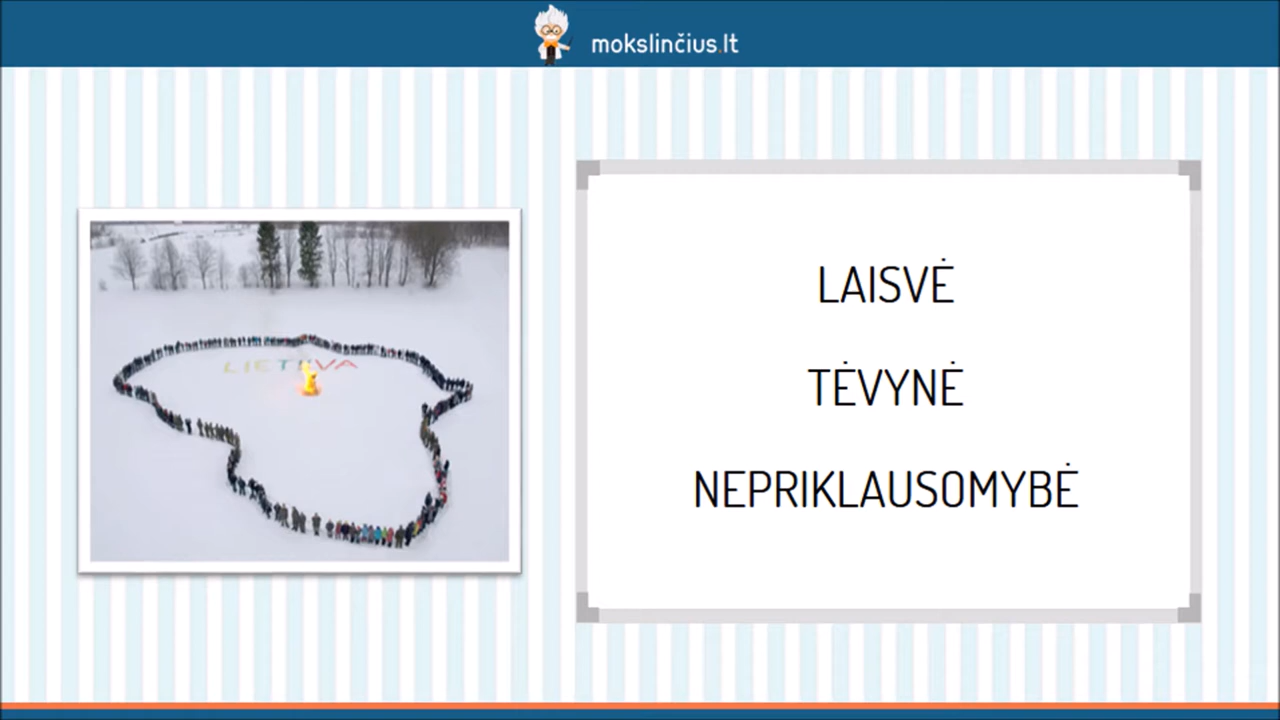 mokslinčius.lt
LIETUVA
LAISVĖ
TĖVYNĖ
NEPRIKLAUSOMYBĖ